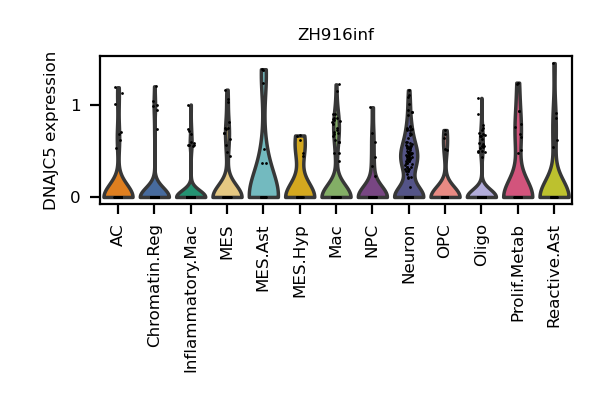 ZH916inf
DNAJC5 expression
1
0
AC
Chromatin.Reg
Inflammatory.Mac
MES
MES.Ast
MES.Hyp
Mac
NPC
Neuron
OPC
Oligo
Prolif.Metab
Reactive.Ast